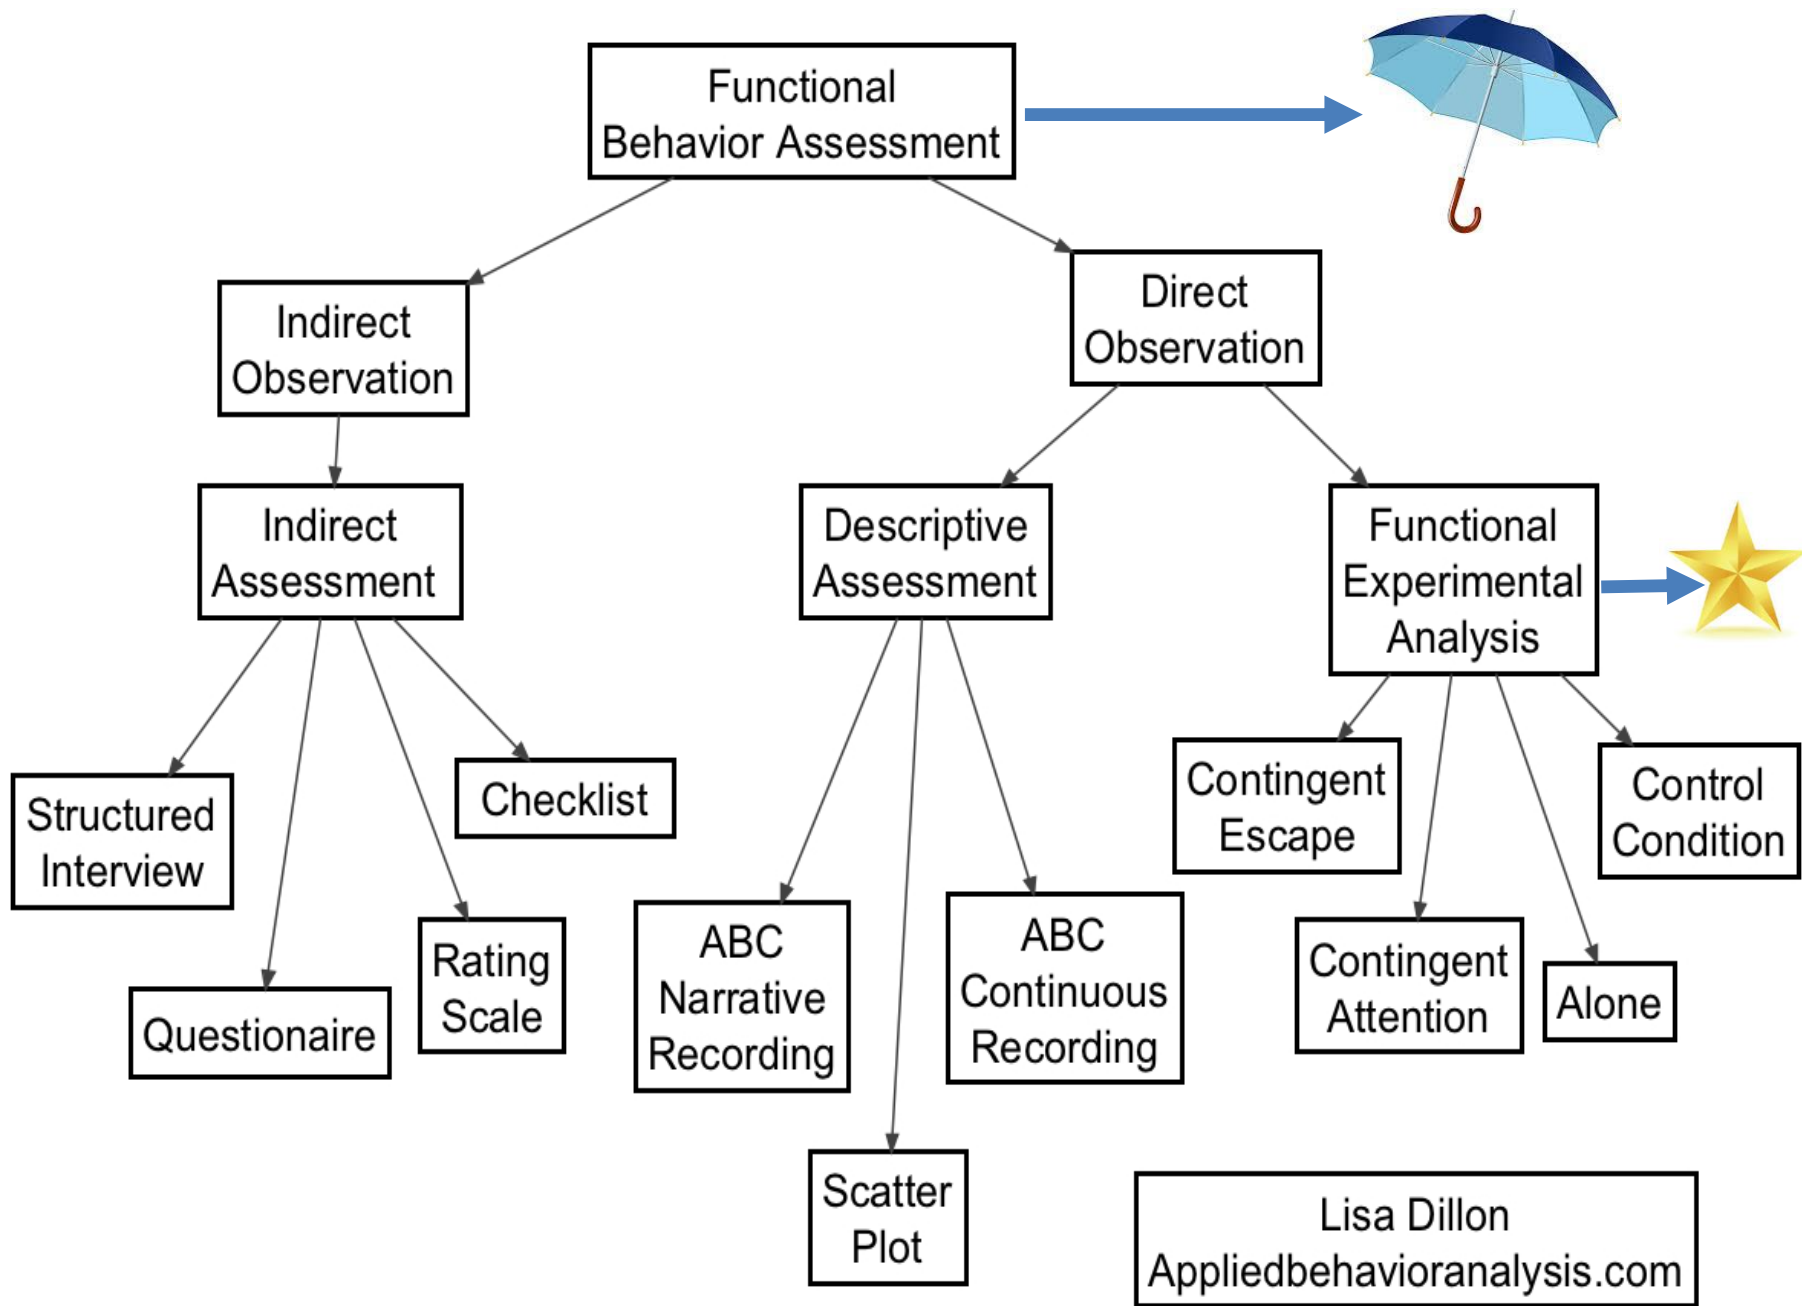 Functional
Behavior Assessment
Indirect
Observation
Direct
Observation
Indirect
Assessment
Descriptive
Assessment
Functional
Experimental
Analysis
Structured
Interview
Questionaire
Rating
Scale
Checklist
ABC
Narrative
Recording
Scatter
Plot
ABC
Continuous
Recording
Contingent
Escape
Contingent
Attention
Alone
Control
Condition
Lisa Dillon
Appliedbehavioranalysis.com